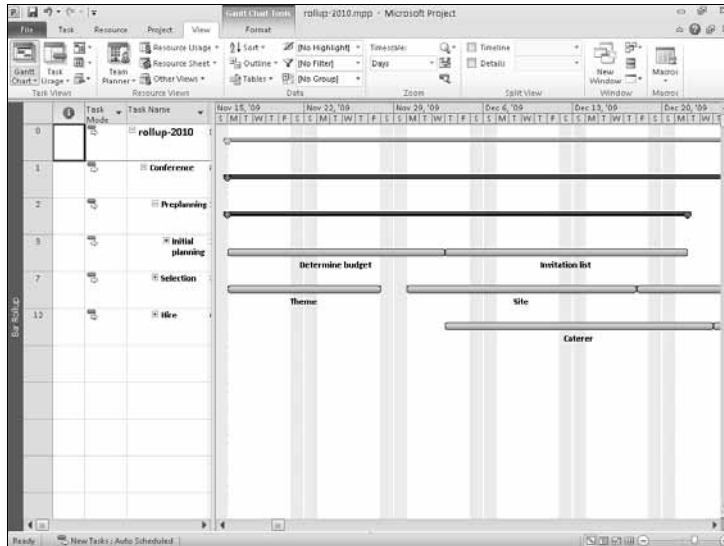 Gantt Chart Tools
rollup-2010.mpp - Microsoft Project
File Task Resource Project View Format
Gantt Chart
Task Usage
Team Planner
Resource Usage
Resource Sheet
Other Views
Sort
Outline
Tables
[No Highlight]
[No Filter]
[No Group]
Timescale:
Days
Timeline
Details
New Window
Macros
Task Views Resource Views Data Zoom Split View Window Macros
Task Mode Task Name
Nov 15, '09 Nov 22, '09 Nov 29, '09 Dec 6, '09 Dec 13, '09 Dec 20, '09
S M T W T F S S M T W T F S S M T W T F S S M T W T F S S M T W T F S S M T W T
0 rollup-2010
1 Conference
2 Preplanning
3 Initial planning
Determine budget Invitation list
7 Selection
Theme Site
Hire
Caterer
Bar Rollup
Ready New Tasks : Auto Scheduled